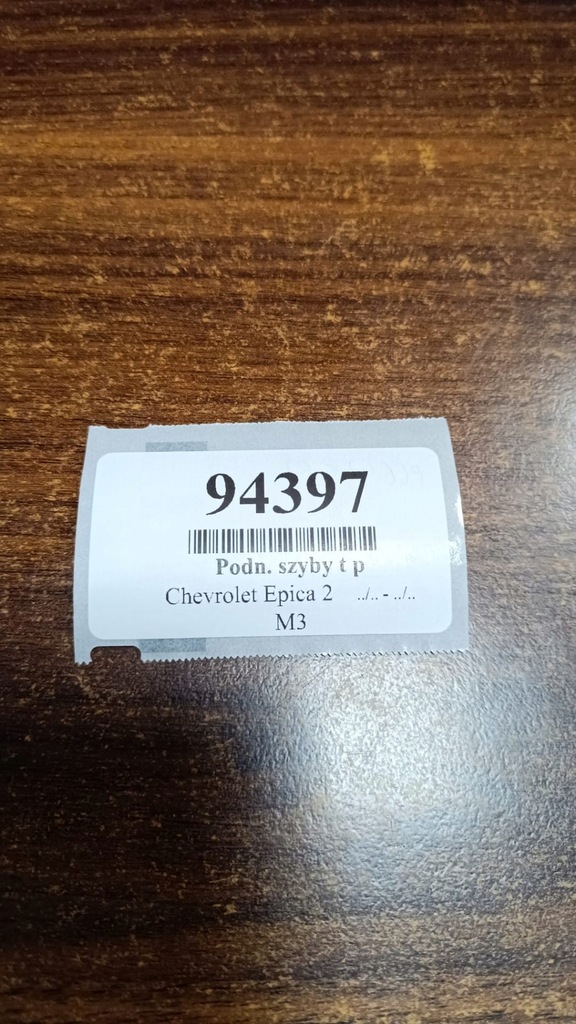 94397
Podn. szyby t p
Chevrolet Epica 2 ../.. - ../..
M3